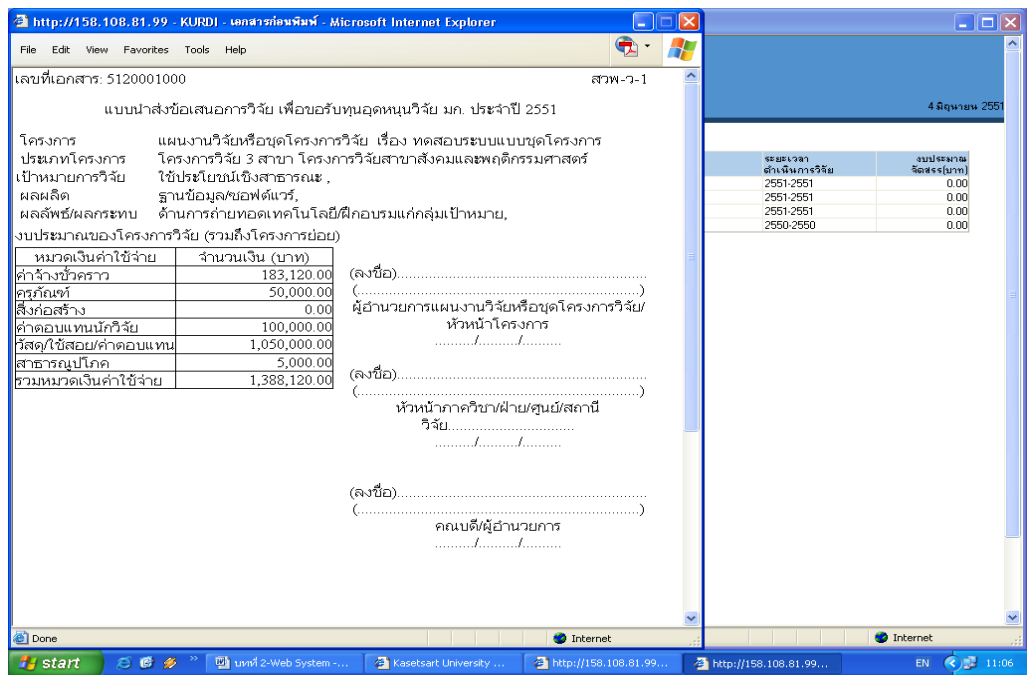 http://158.108.81.99 - KURDI - เอกสารก่อนพิมพ์ - Microsoft Internet Explorer
File Edit View Favorites Tools Help
เลขที่เอกสาร: 5120001000 สวพ-ว-1
แบบนำส่งข้อเสนอการวิจัย เพื่อขอรับทุนอุดหนุนวิจัย มก. ประจำปี 2551
โครงการ แผนงานวิจัยหรือชุดโครงการวิจัย เรื่อง ทดสอบระบบแบบชุดโครงการ
ประเภทโครงการ โครงการวิจัย 3 สาขา โครงการวิจัยสาขาสังคมและพฤติกรรมศาสตร์
เป้าหมายการวิจัย ใช้ประโยชน์เชิงสาธารณะ ,
ผลผลิต ฐานข้อมูล/ซอฟต์แวร์,
ผลลัพธ์/ผลกระทบ ด้านการถ่ายทอดเทคโนโลยี/ฝึกอบรมแก่กลุ่มเป้าหมาย,
งบประมาณของโครงการวิจัย (รวมถึงโครงการย่อย)
หมวดเงินค่าใช้จ่าย จำนวนเงิน (บาท)
ค่าจ้างชั่วคราว 183,120.00
ครุภัณฑ์ 50,000.00
สิ่งก่อสร้าง 0.00
ค่าตอบแทนนักวิจัย 100,000.00
วัสดุ/ใช้สอย/ค่าตอบแทน 1,050,000.00
สาธารณูปโภค 5,000.00
รวมหมวดเงินค่าใช้จ่าย 1,388,120.00
(ลงชื่อ)......................................................
(.............................................................)
ผู้อำนวยการแผนงานวิจัยหรือชุดโครงการวิจัย/
หัวหน้าโครงการ
........../........../..........
(ลงชื่อ)......................................................
(.............................................................)
หัวหน้าภาควิชา/ฝ่าย/ศูนย์/สถานี
วิจัย...............................
........../........../..........
(ลงชื่อ)......................................................
(.............................................................)
คณบดี/ผู้อำนวยการ
........../........../..........
4 มิถุนายน 2551
ระยะเวลา งบประมาณ
ดำเนินการวิจัย จัดสรร(บาท)
2551-2551 0.00
2551-2551 0.00
2551-2551 0.00
2550-2550 0.00
Done Internet
Internet
start บทที่ 2-Web System -... Kasetsart University ... http://158.108.81.99... http://158.108.81.99... EN 11:06